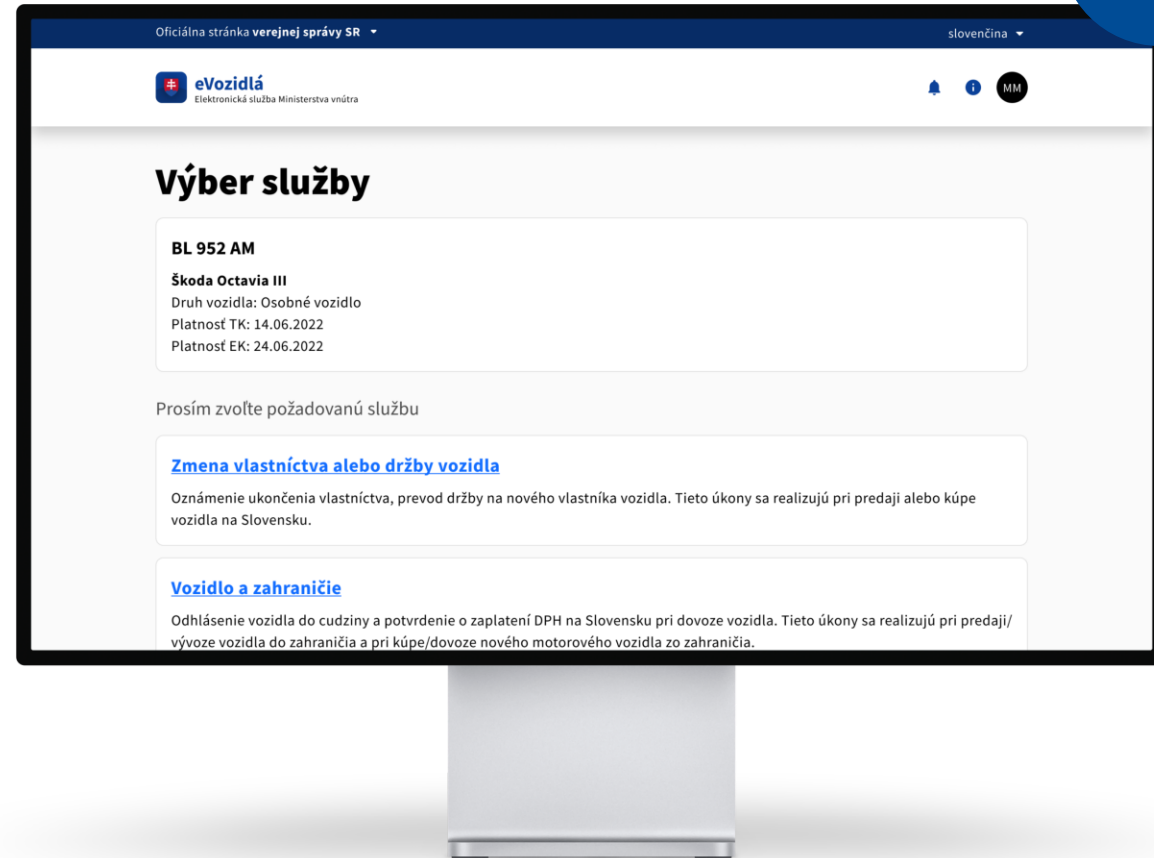 Oficiálna stránka verejnej správy SR
slovenčina
eVozidlá
Elektronická služba Ministerstva vnútra
MM
Výber služby
BL 952 AM
Škoda Octavia III
Druh vozidla: Osobné vozidlo
Platnosť TK: 14.06.2022
Platnosť EK: 24.06.2022
Prosím zvoľte požadovanú službu
Zmena vlastníctva alebo držby vozidla
Oznámenie ukončenia vlastníctva, prevod držby na nového vlastníka vozidla. Tieto úkony sa realizujú pri predaji alebo kúpe
vozidla na Slovensku.
Vozidlo a zahraničie
Odhlásenie vozidla do cudziny a potvrdenie o zaplatení DPH na Slovensku pri dovoze vozidla. Tieto úkony sa realizujú pri predaji/
vývoze vozidla do zahraničia a pri kúpe/dovoze nového motorového vozidla zo zahraničia.